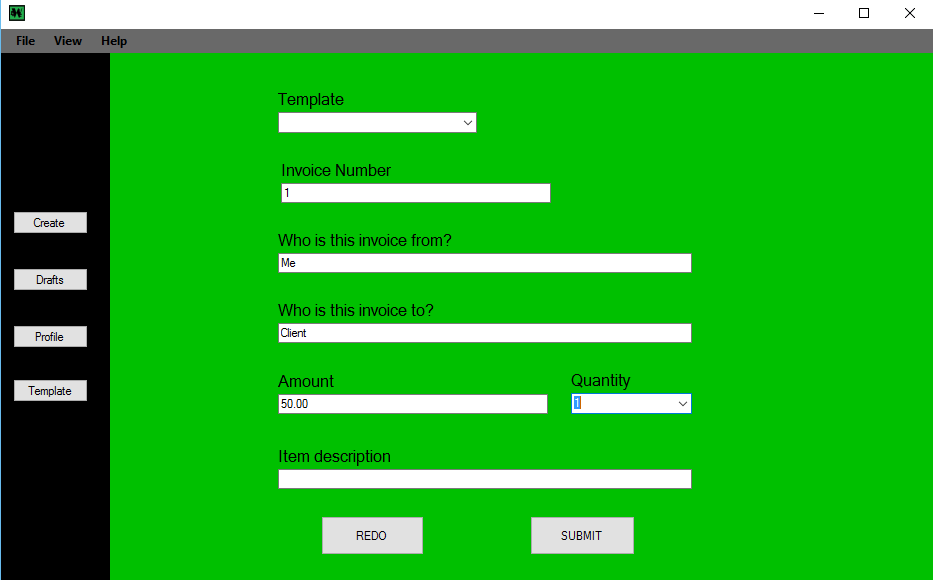 File View Help
Template
Invoice Number
1
Create
Who is this invoice from?
Me
Drafts
Who is this invoice to?
Client
Profile
Amount Quantity
Template
50.00 1
Item description
REDO SUBMIT